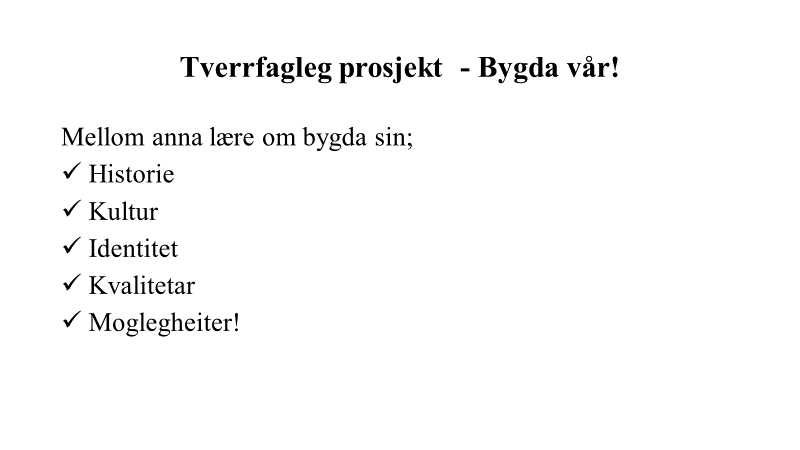 Tverrfagleg prosjekt - Bygda vår!
Mellom anna lære om bygda sin;
✓ Historie
✓ Kultur
✓ Identitet
✓ Kvalitetar
✓ Moglegheiter!